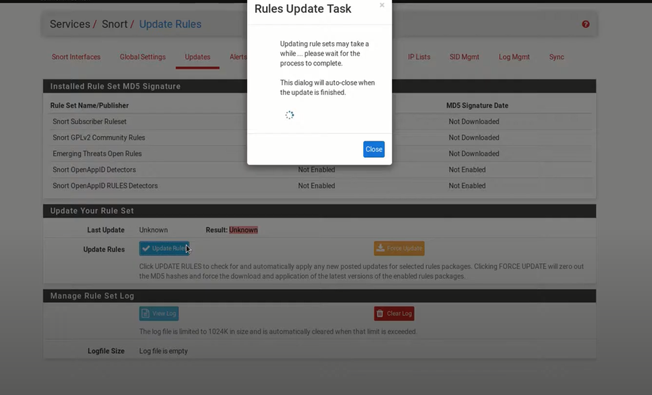 Rules Update Task ×
Services / Snort / Update Rules
Updating rule sets may take a
while ... please wait for the
process to complete.
This dialog will auto-close when
the update is finished.
Close
Snort Interfaces Global Settings Updates Alerts IP Lists SID Mgmt Log Mgmt Sync
Installed Rule Set MD5 Signature
Rule Set Name/Publisher MD5 Signature Date
Snort Subscriber Ruleset Not Downloaded
Snort GPLv2 Community Rules Not Downloaded
Emerging Threats Open Rules Not Downloaded
Snort OpenAppID Detectors Not Enabled Not Enabled
Snort OpenAppID RULES Detectors Not Enabled Not Enabled
Update Your Rule Set
Last Update Unknown Result: Unknown
Update Rules Update Rules Force Update
Click UPDATE RULES to check for and automatically apply any new posted updates for selected rules packages. Clicking FORCE UPDATE will zero out
the MD5 hashes and force the download and application of the latest versions of the enabled rules packages.
Manage Rule Set Log
View Log Clear Log
The log file is limited to 1024K in size and is automatically cleared when that limit is exceeded.
Logfile Size Log file is empty